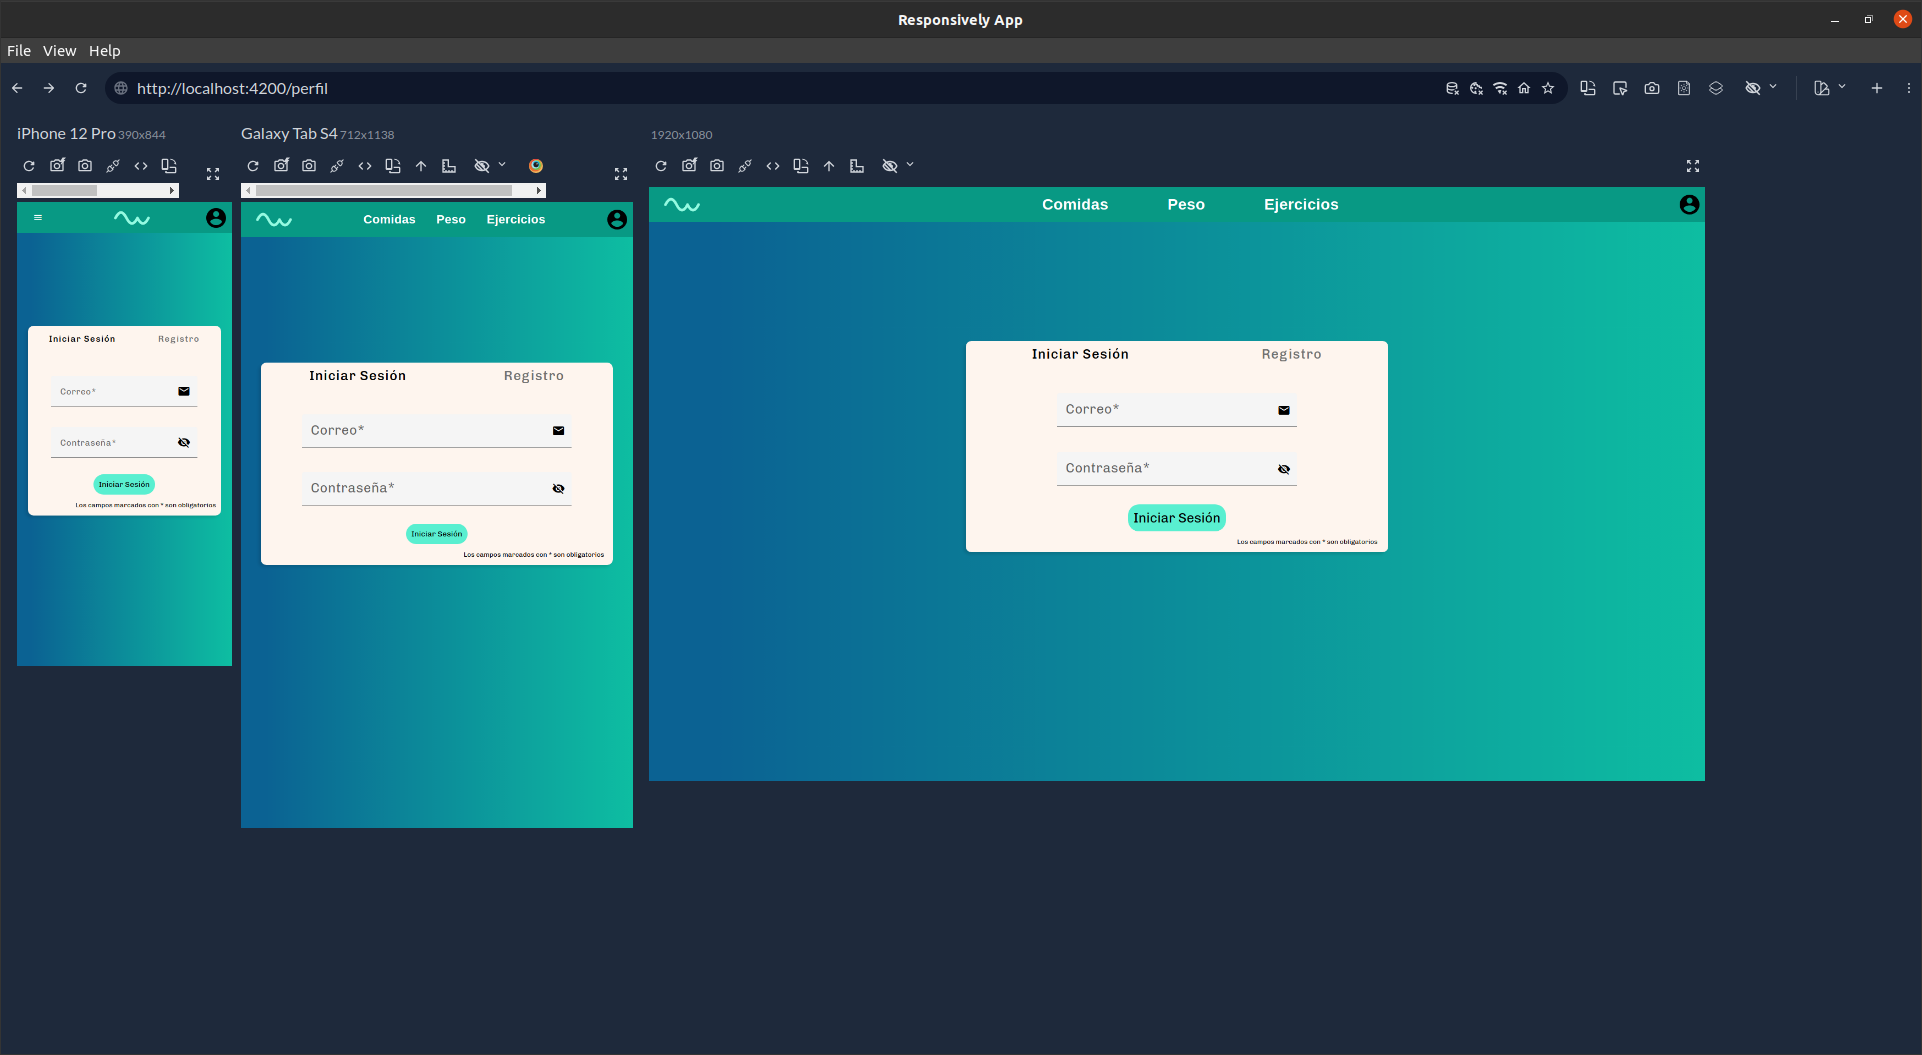 Responsively App
File View Help
http://localhost:4200/perfil
iPhone 12 Pro 390x844
Galaxy Tab S4 712x1138
1920x1080
Iniciar Sesión Registro
Correo*
Contraseña*
Iniciar Sesión
Los campos marcados con * son obligatorios
Comidas Peso Ejercicios
Iniciar Sesión Registro
Correo*
Contraseña*
Iniciar Sesión
Los campos marcados con * son obligatorios
Comidas Peso Ejercicios
Iniciar Sesión Registro
Correo*
Contraseña*
Iniciar Sesión
Los campos marcados con * son obligatorios